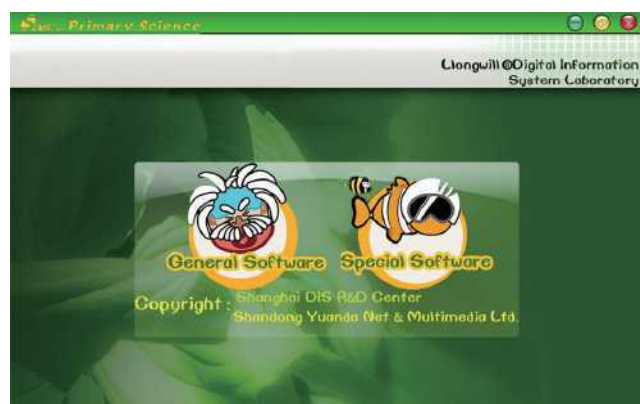 Primary Science
Llongwill @Digital Information
System Laboratory
General Software
Special Software
Copyright :
Shanghai DIS R&D Center
Shandong Yuanda Net & Multimedia Ltd.